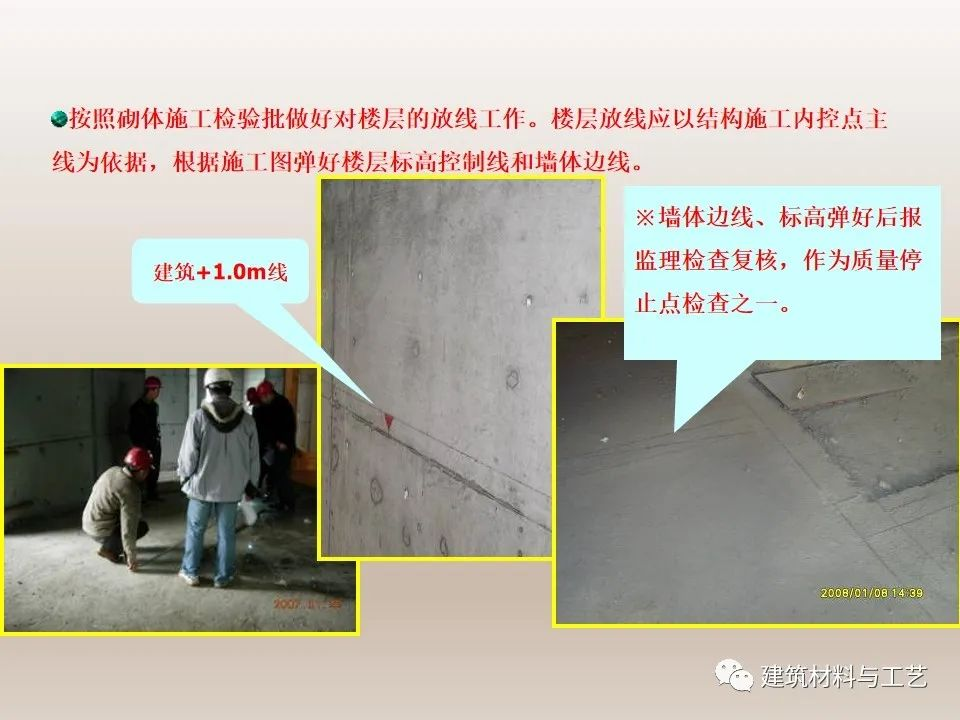 按照砌体施工检验批做好对楼层的放线工作。楼层放线应以结构施工内控点主
线为依据，根据施工图弹好楼层标高控制线和墙体边线。
建筑+1.0m线
※墙体边线、标高弹好后报
监理检查复核，作为质量停
止点检查之一。
2008/01/08 14:39
建筑材料与工艺